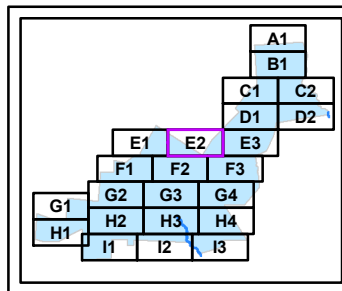 A1
B1
C1 C2
D1 D2
E1 E2 E3
F1 F2 F3
G1 G2 G3 G4
H1 H2 H3 H4
I1 I2 I3